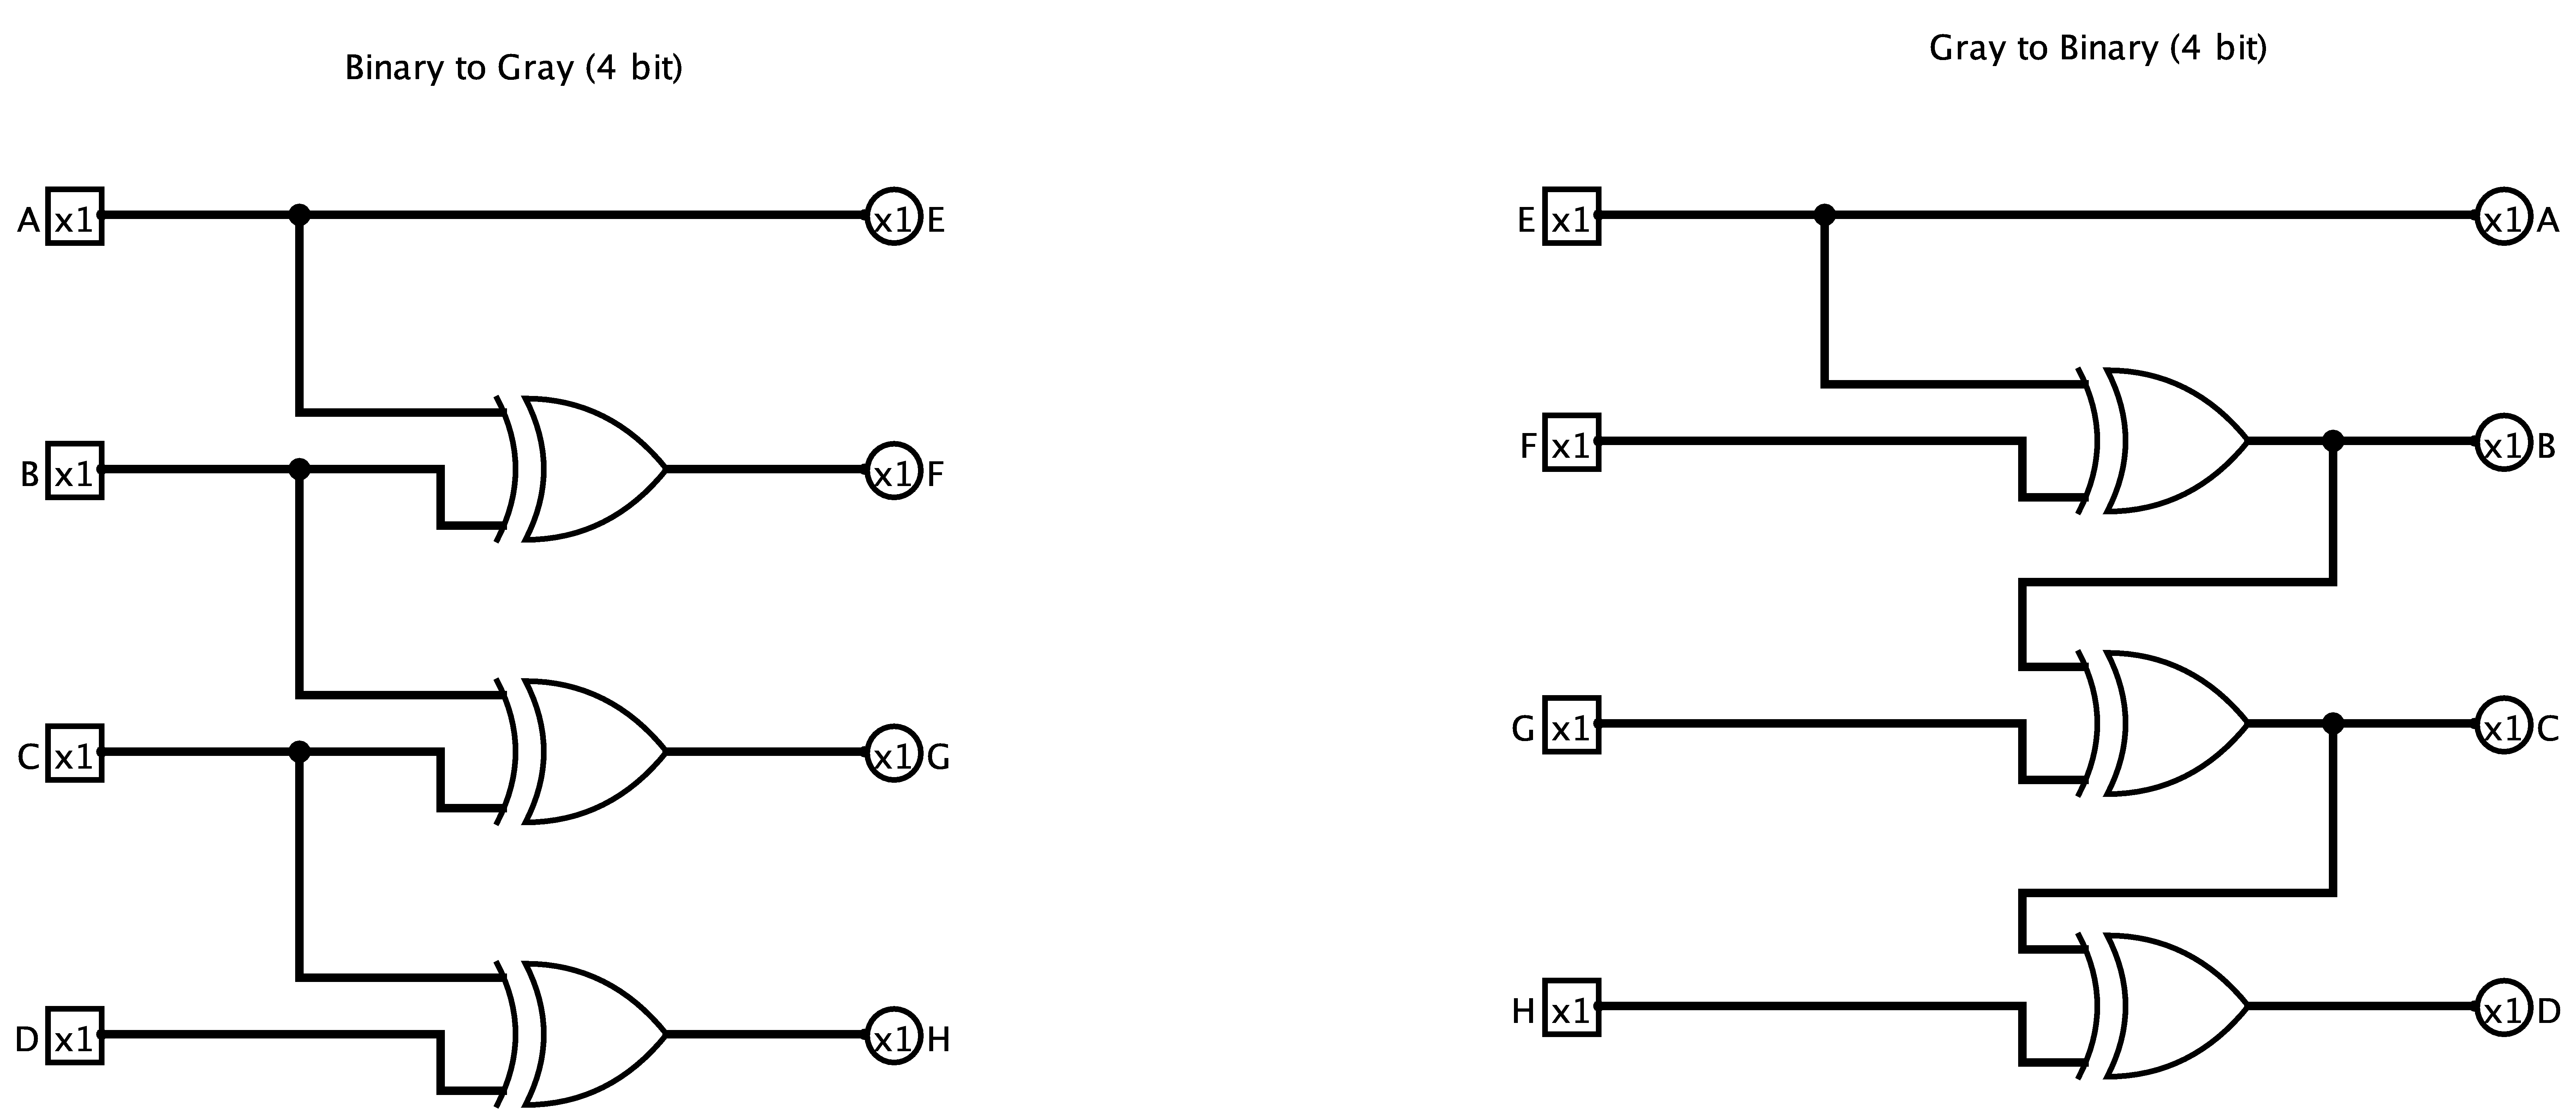 Binary to Gray (4 bit)
A x1 x1 E
B x1 x1 F
C x1 x1 G
D x1 x1 H
Gray to Binary (4 bit)
E x1 x1 A
F x1 x1 B
G x1 x1 C
H x1 x1 D